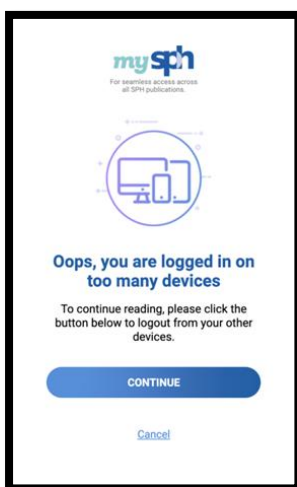 mysph
For seamless access across
all SPH publications.
Oops, you are logged in on
too many devices
To continue reading, please click the
button below to logout from your other
devices.
CONTINUE
Cancel